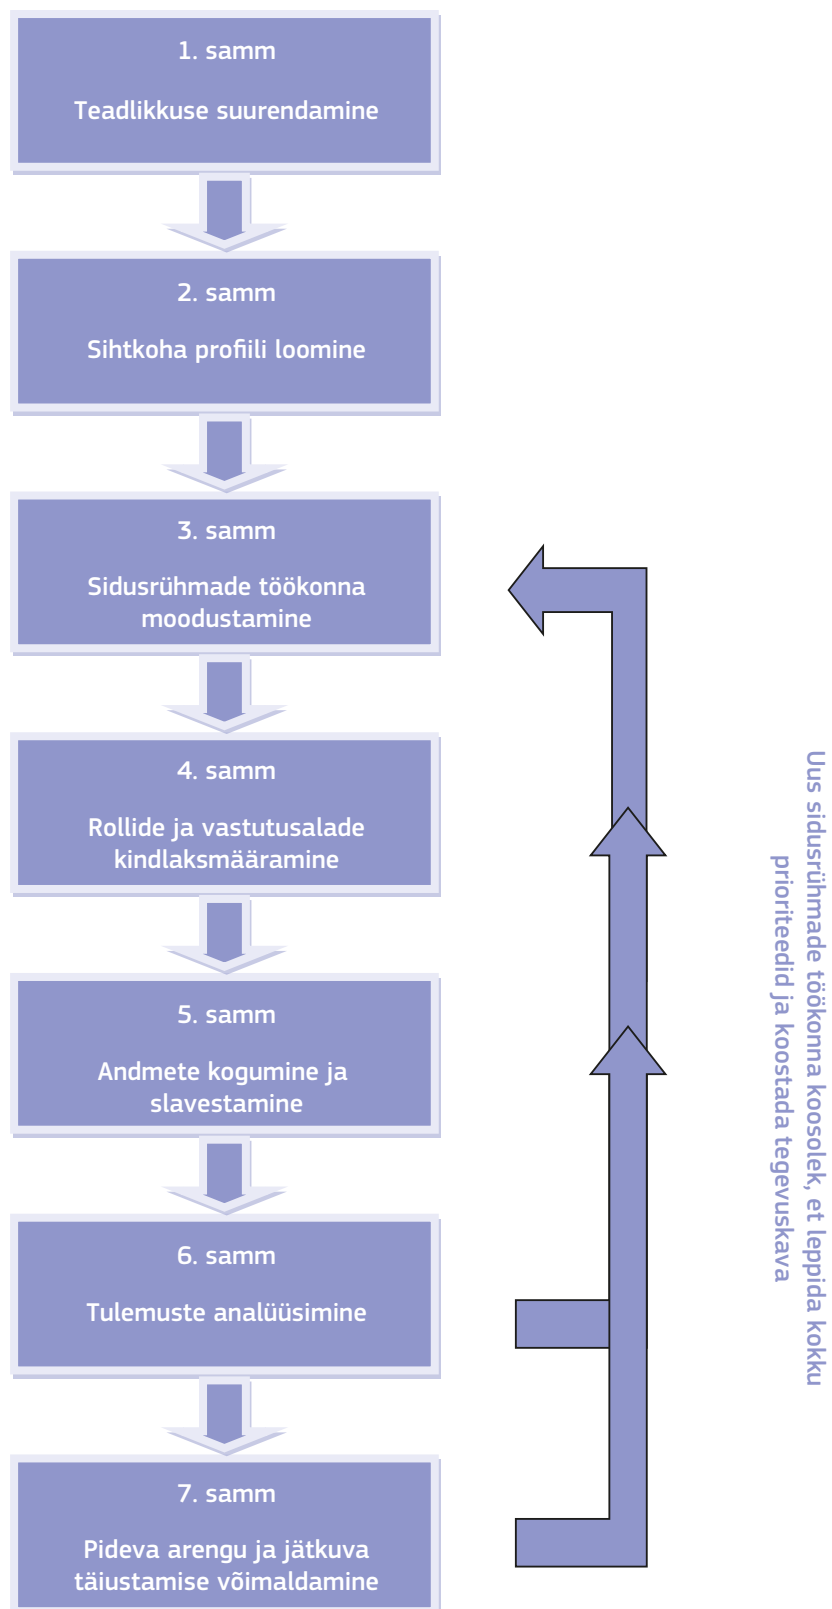 1. samm
Teadlikkuse suurendamine
2. samm
Sihtkoha profiili loomine
3. samm
Sidusrühmade töökonna
moodustamine
4. samm
Rollide ja vastutusalade
kindlaksmääramine
5. samm
Andmete kogumine ja
slavestamine
6. samm
Tulemuste analüüsimine
7. samm
Pideva arengu ja jätkuva
täiustamise võimaldamine
Uus sidusrühmade töökonna koosolek, et leppida kokku
prioriteedid ja koostada tegevuskava